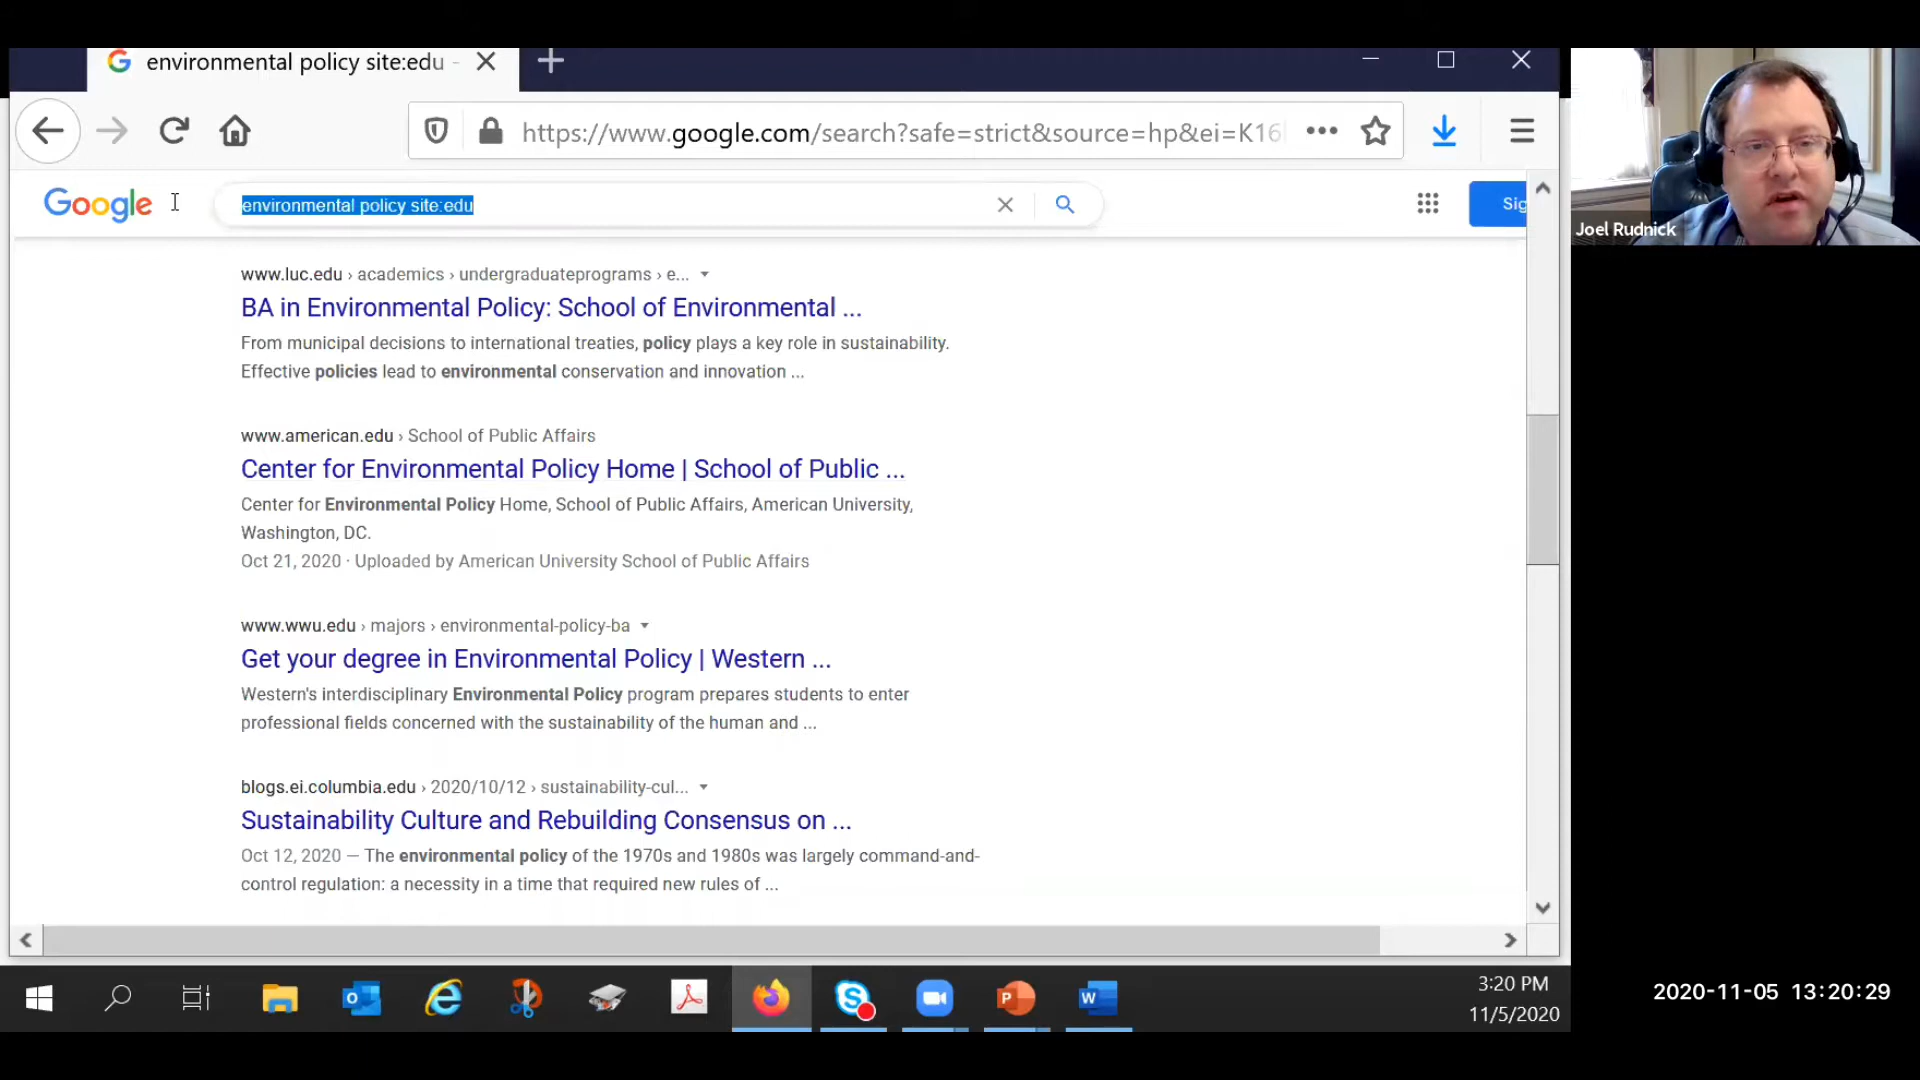 environmental policy site:edu -
https://www.google.com/search?safe=strict&source=hp&ei=K16
Google
environmental policy site:edu
Sig
Joel Rudnick
www.luc.edu › academics › undergraduateprograms › e...
BA in Environmental Policy: School of Environmental ...
From municipal decisions to international treaties, policy plays a key role in sustainability.
Effective policies lead to environmental conservation and innovation ...
www.american.edu › School of Public Affairs
Center for Environmental Policy Home | School of Public ...
Center for Environmental Policy Home, School of Public Affairs, American University,
Washington, DC.
Oct 21, 2020 · Uploaded by American University School of Public Affairs
www.wwu.edu › majors › environmental-policy-ba
Get your degree in Environmental Policy | Western ...
Western's interdisciplinary Environmental Policy program prepares students to enter
professional fields concerned with the sustainability of the human and ...
blogs.ei.columbia.edu › 2020/10/12 › sustainability-cul...
Sustainability Culture and Rebuilding Consensus on ...
Oct 12, 2020 — The environmental policy of the 1970s and 1980s was largely command-and-
control regulation: a necessity in a time that required new rules of ...
3:20 PM
11/5/2020
2020-11-05 13:20:29